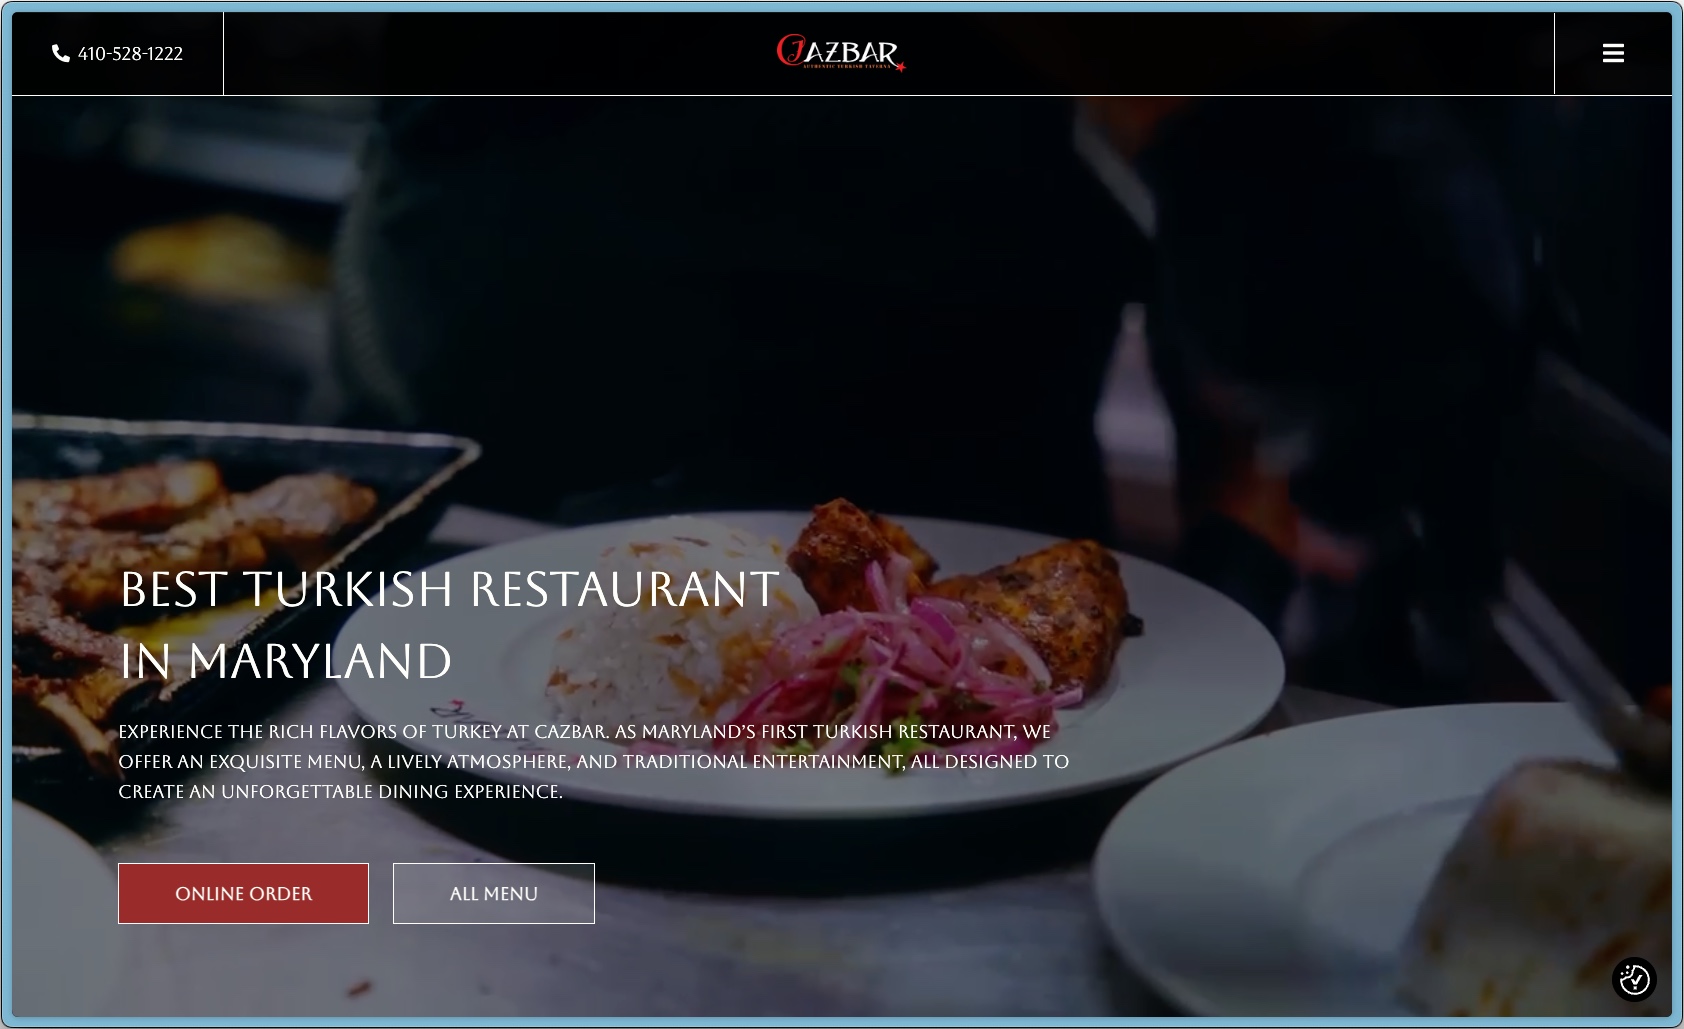 410-528-1222
CAZBAR
AUTHENTIC TURKISH TAVERNA
BEST TURKISH RESTAURANT
IN MARYLAND
EXPERIENCE THE RICH FLAVORS OF TURKEY AT CAZBAR. AS MARYLAND’S FIRST TURKISH RESTAURANT, WE
OFFER AN EXQUISITE MENU, A LIVELY ATMOSPHERE, AND TRADITIONAL ENTERTAINMENT, ALL DESIGNED TO
CREATE AN UNFORGETTABLE DINING EXPERIENCE.
ONLINE ORDER
ALL MENU